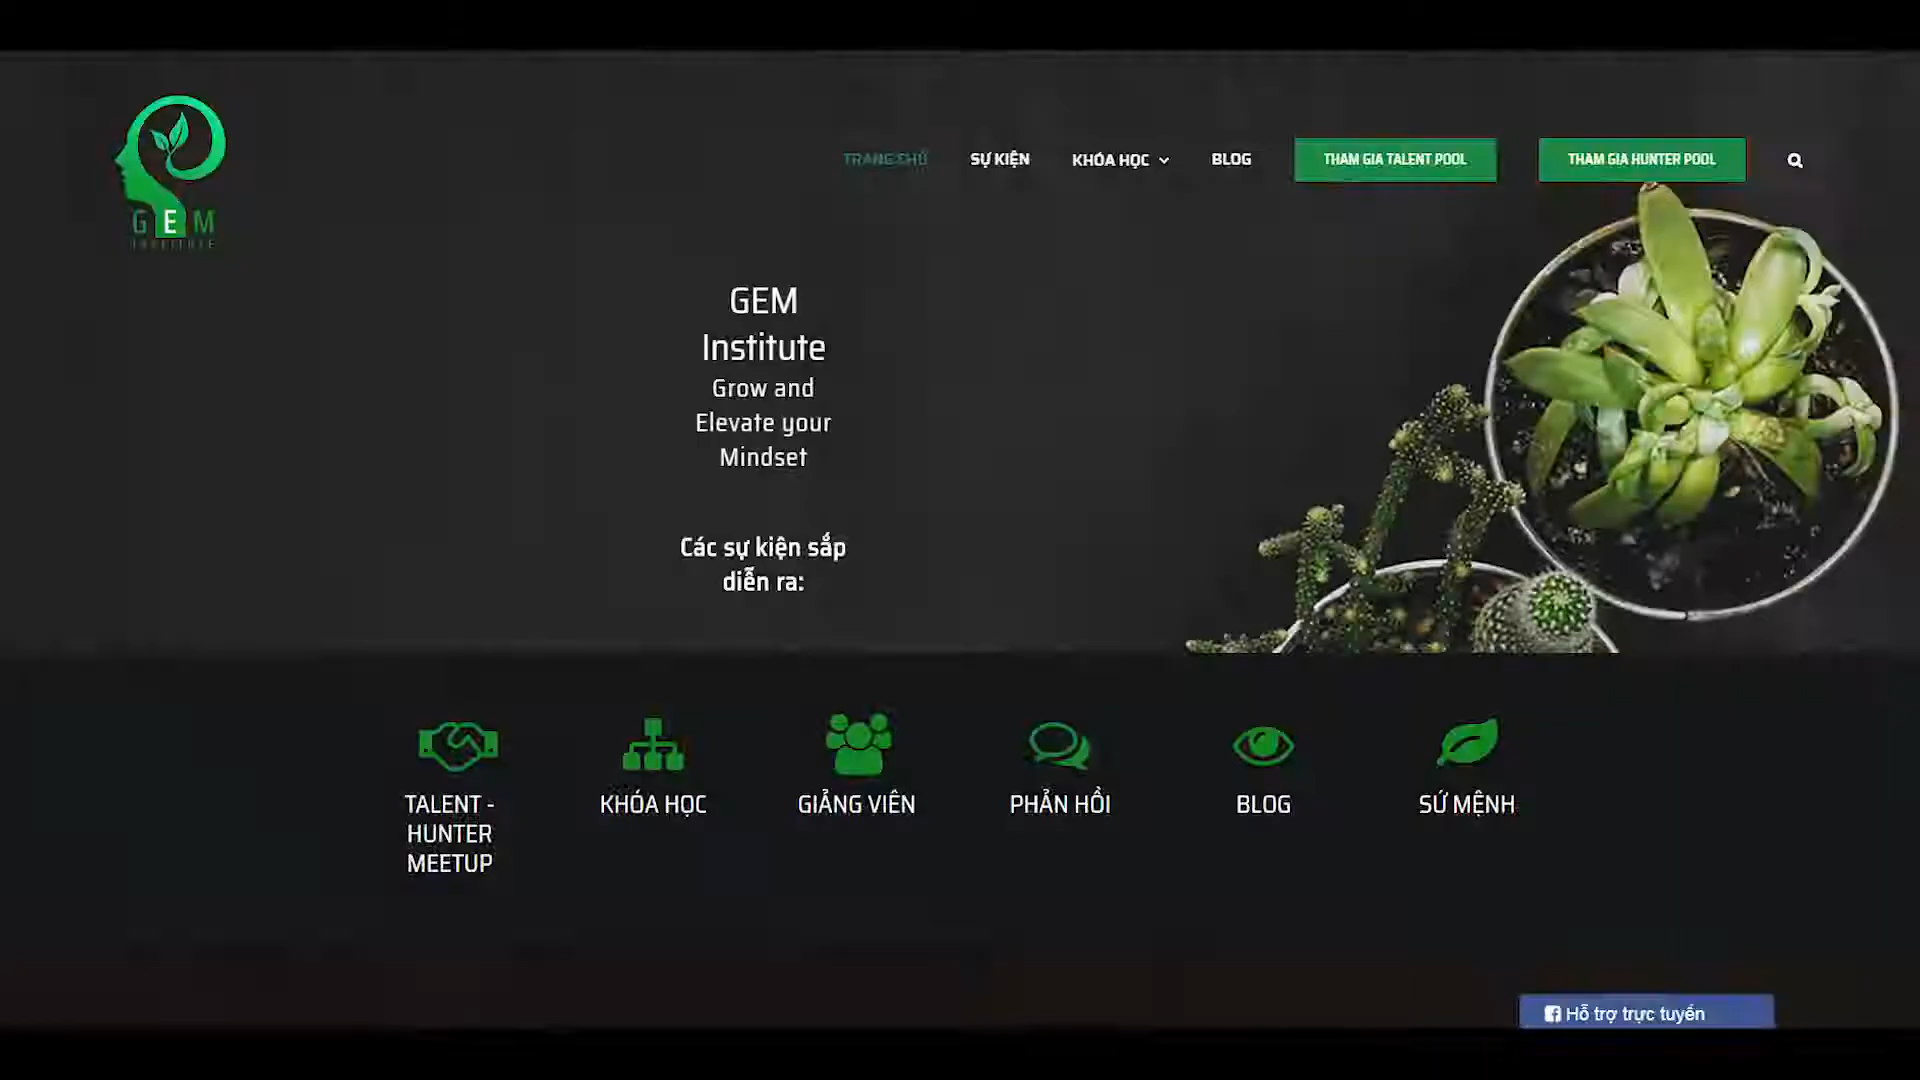 GEM
INSTITUTE
TRANG CHỦ
SỰ KIỆN
KHÓA HỌC
BLOG
THAM GIA TALENT POOL
THAM GIA HUNTER POOL
GEM
Institute
Grow and
Elevate your
Mindset
Các sự kiện sắp
diễn ra:
TALENT -
HUNTER
MEETUP
KHÓA HỌC
GIẢNG VIÊN
PHẢN HỒI
BLOG
SỨ MỆNH
Hỗ trợ trực tuyến